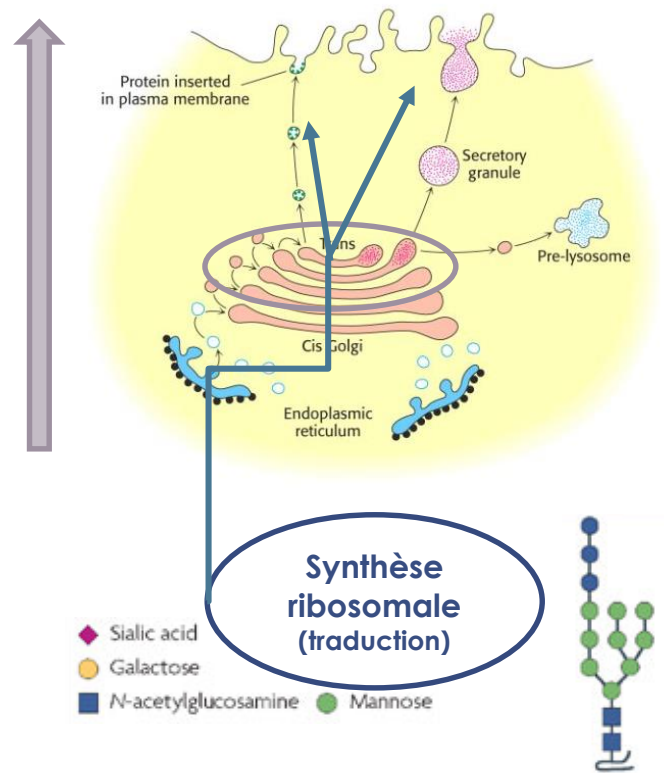 Protein inserted
in plasma membrane
Secretory
granule
Trans
Pre-lysosome
Cis Golgi
Endoplasmic
reticulum
Synthèse
ribosomale
(traduction)
Sialic acid
Galactose
N-acetylglucosamine
Mannose